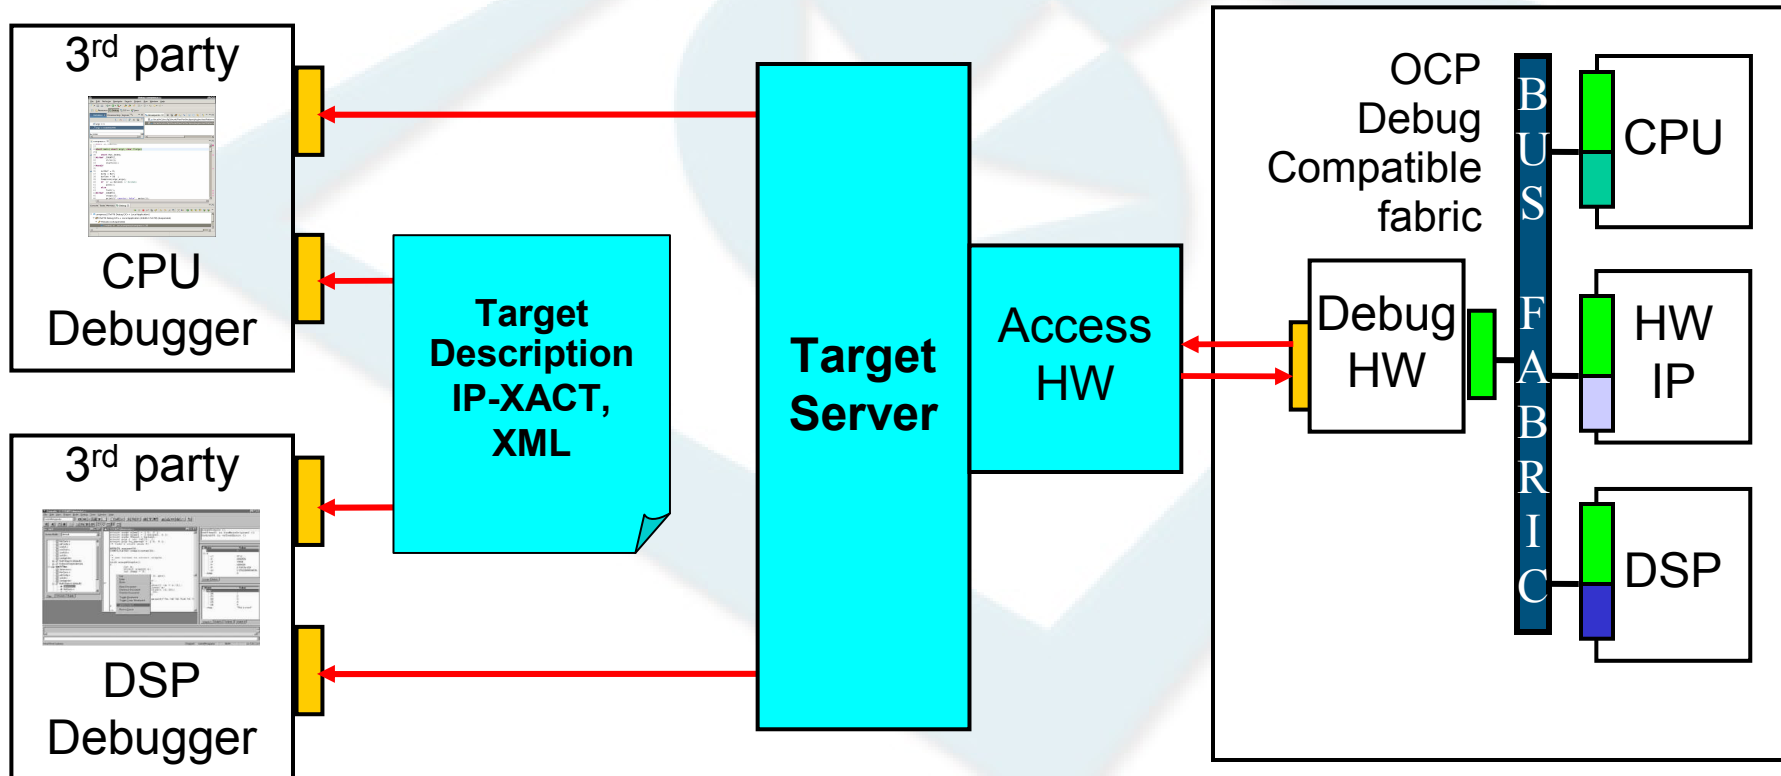 3rd party
CPU
Debugger
3rd party
DSP
Debugger
Target
Description
IP-XACT,
XML
Target
Server
Access
HW
OCP
Debug
Compatible
fabric
Debug
HW
BUS FABRIC
CPU
HW
IP
DSP